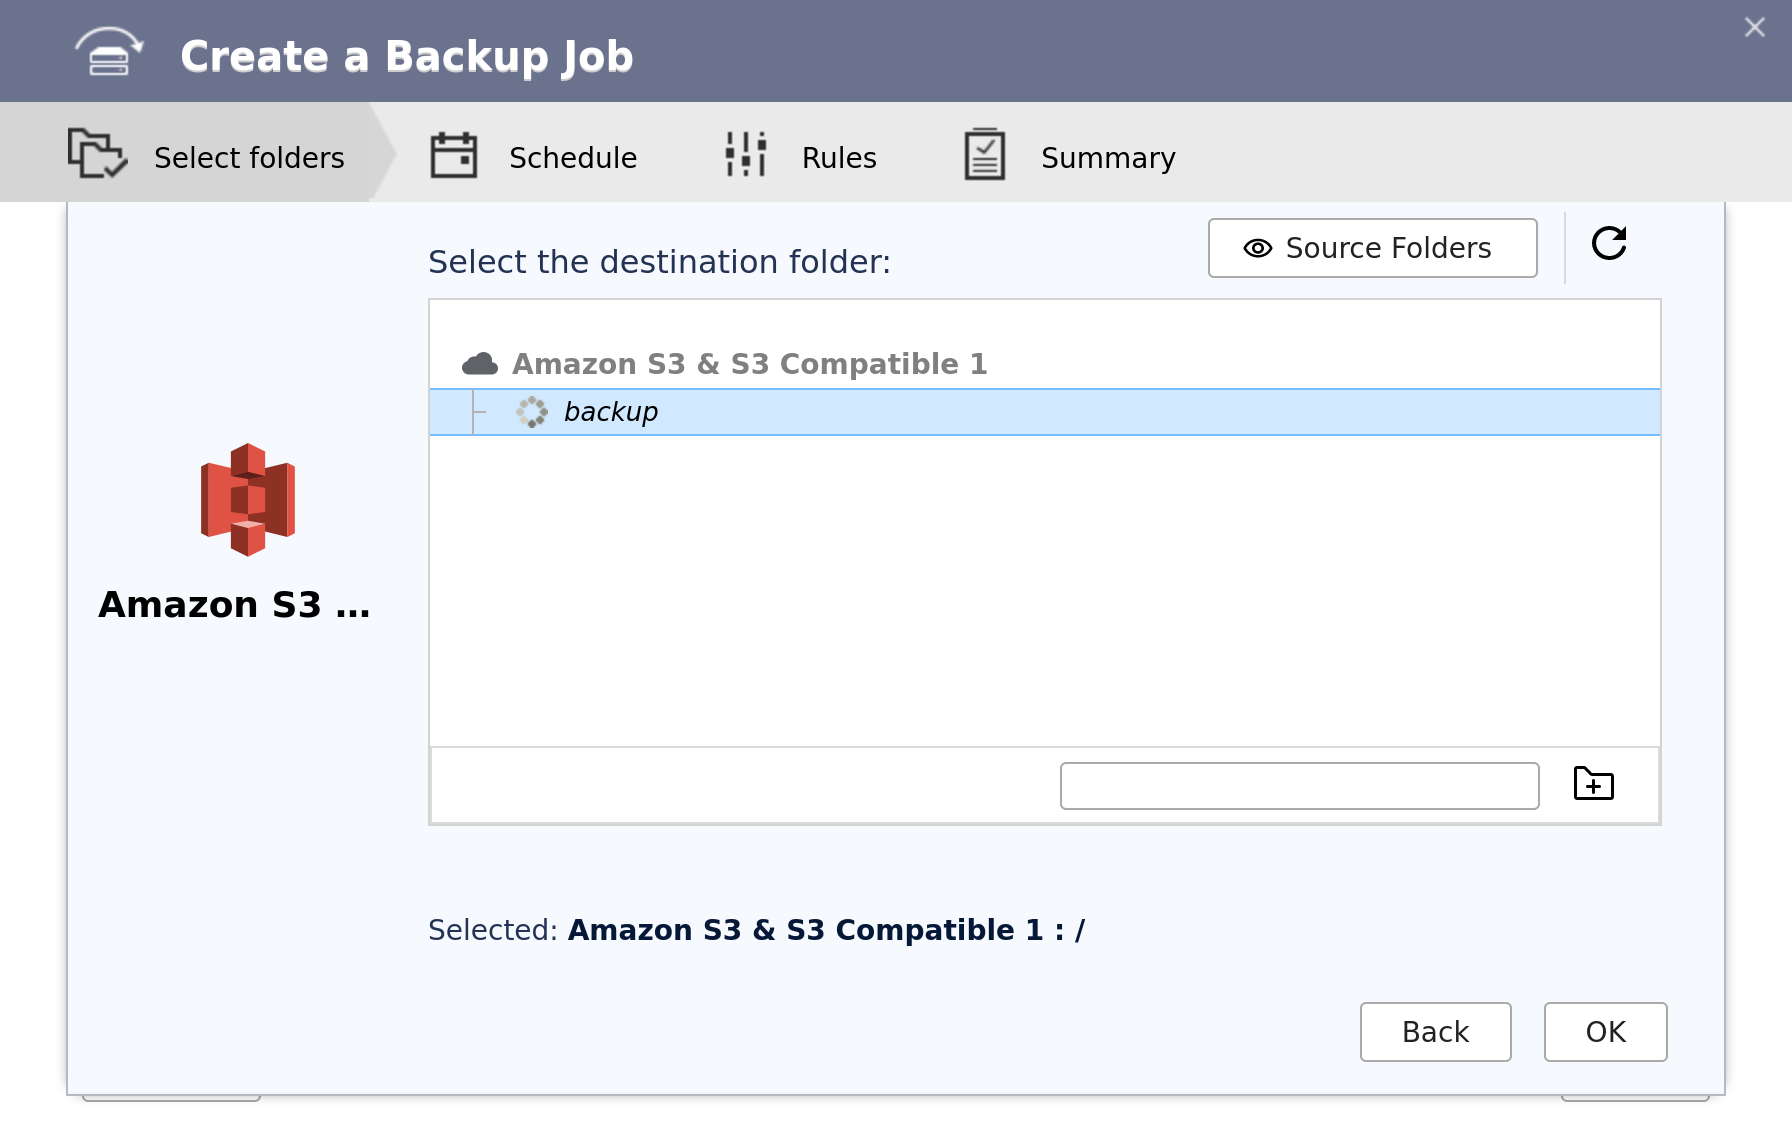 Create a Backup Job
Select folders
Schedule
Rules
Summary
Select the destination folder:
Source Folders
Amazon S3 & S3 Compatible 1
backup
Amazon S3 ...
Selected: Amazon S3 & S3 Compatible 1 : /
Back
OK